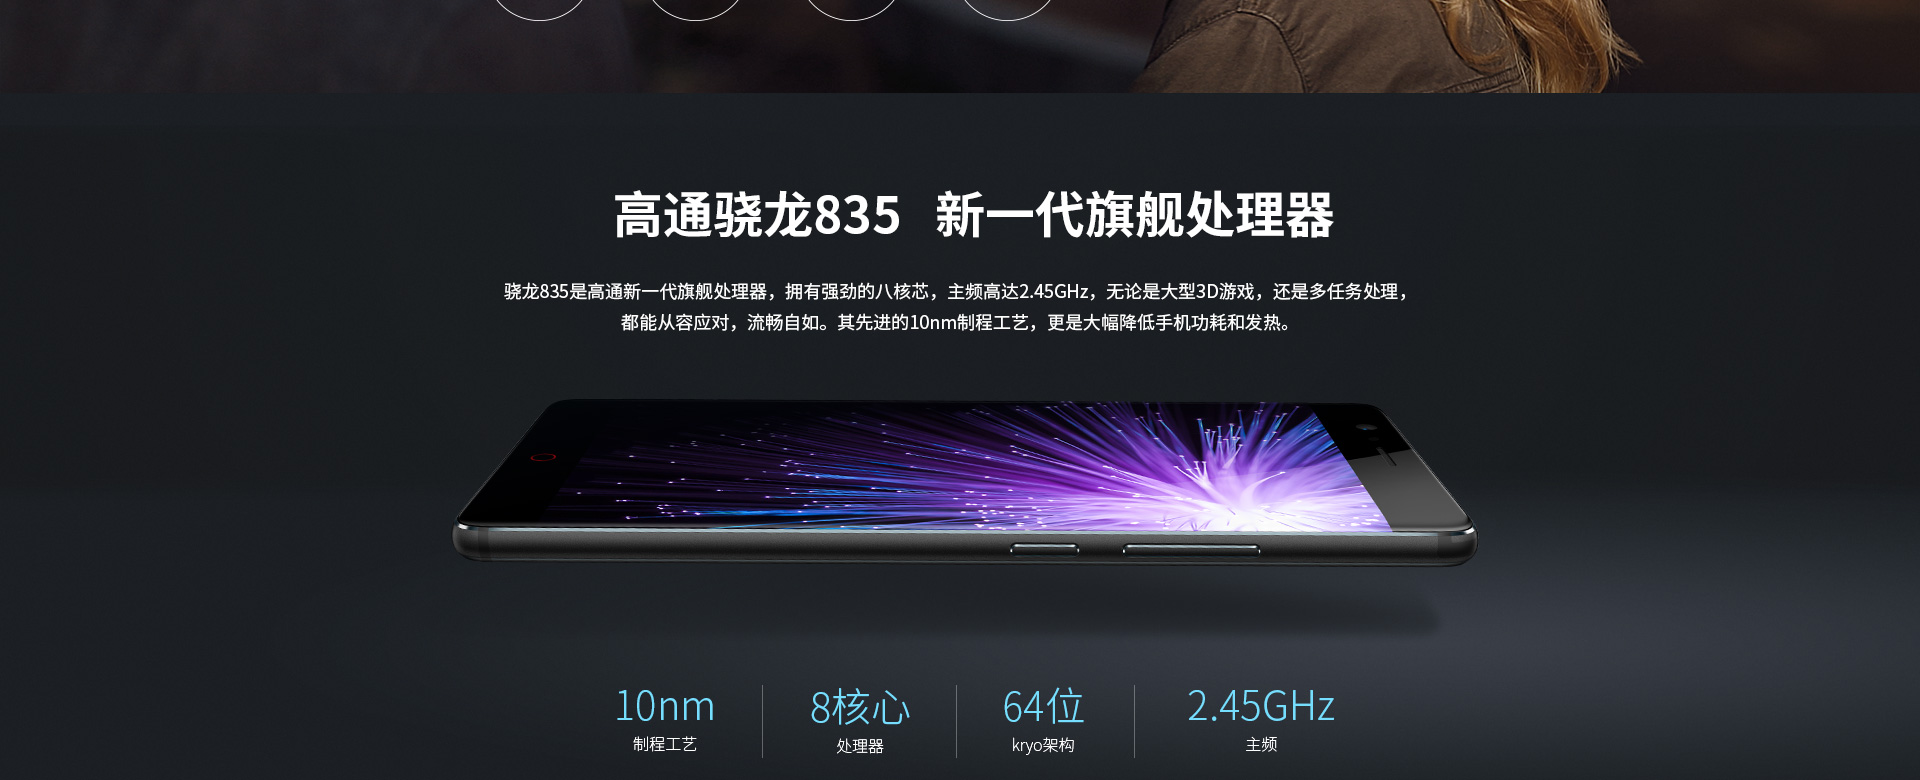 高通骁龙835 新一代旗舰处理器
骁龙835是高通新一代旗舰处理器，拥有强劲的八核芯，主频高达2.45GHz，无论是大型3D游戏，还是多任务处理，
都能从容应对，流畅自如。其先进的10nm制程工艺，更是大幅降低手机功耗和发热。
10nm
制程工艺
8核心
处理器
64位
kryo架构
2.45GHz
主频